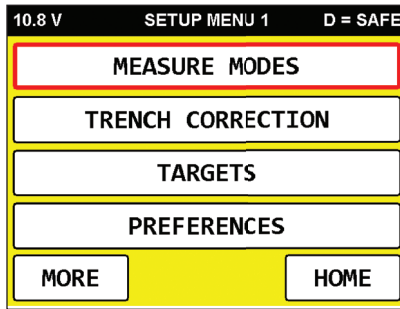 10.8 V SETUP MENU 1 D = SAFE
MEASURE MODES
TRENCH CORRECTION
TARGETS
PREFERENCES
MORE HOME